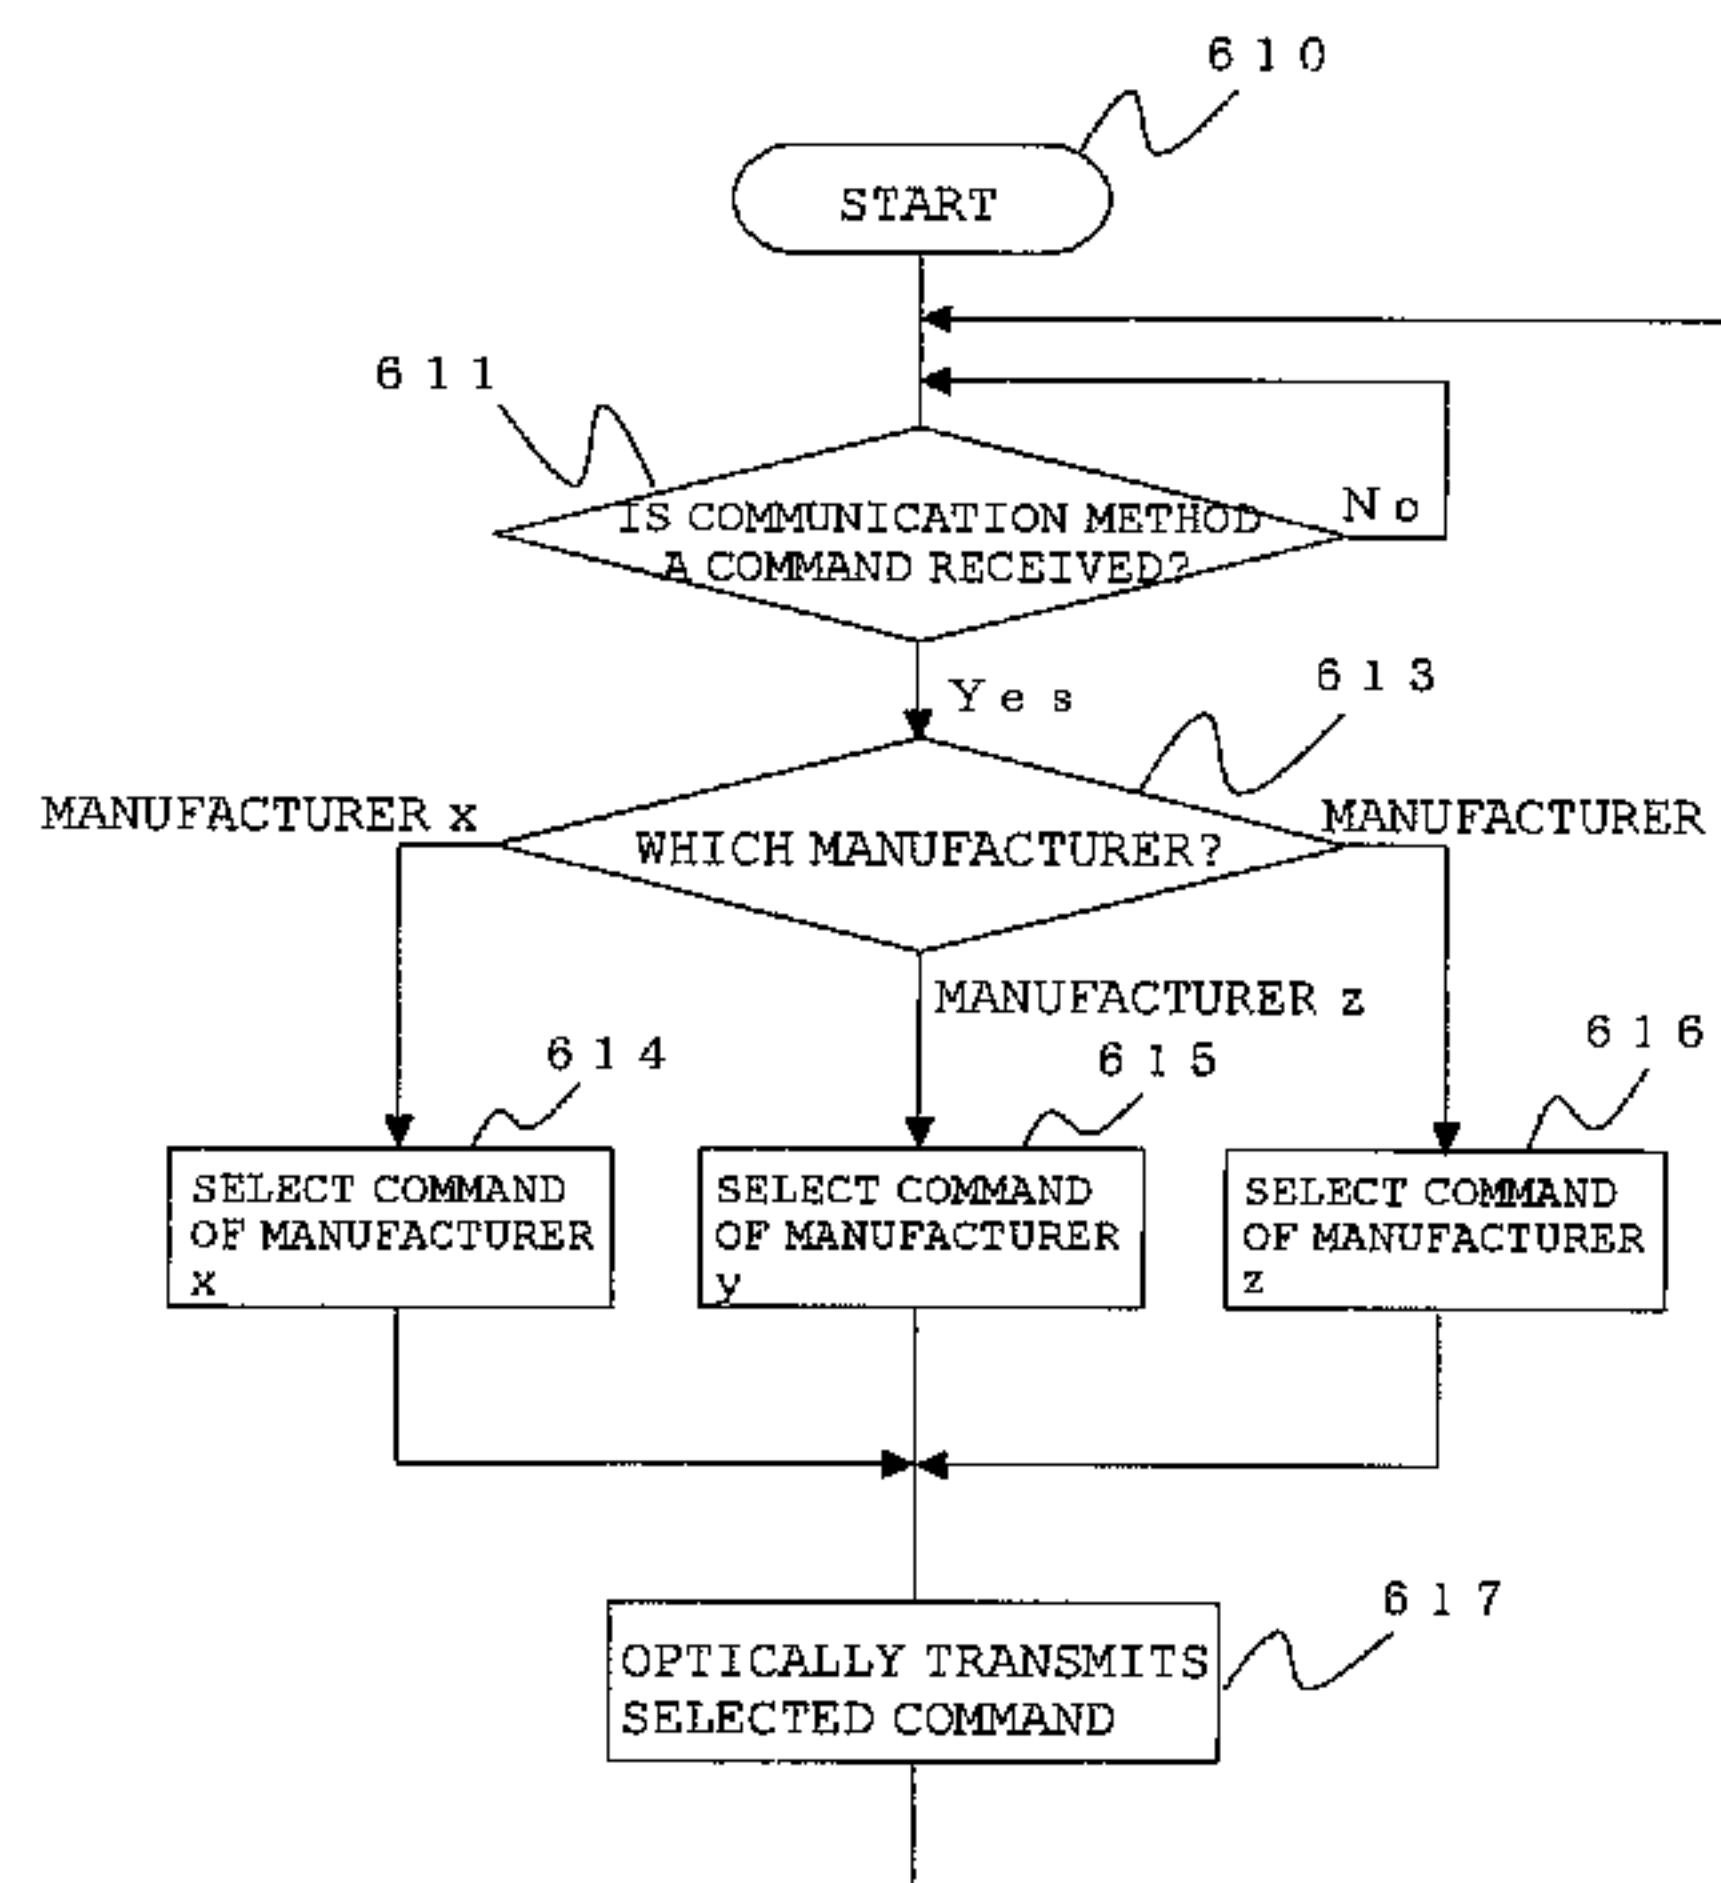 610
START
611
IS COMMUNICATION METHOD
A COMMAND RECEIVED?
No
Yes
613
MANUFACTURER x
WHICH MANUFACTURER?
MANUFACTURER
MANUFACTURER z
614
615
616
SELECT COMMAND
OF MANUFACTURER
x
SELECT COMMAND
OF MANUFACTURER
y
SELECT COMMAND
OF MANUFACTURER
z
617
OPTICALLY TRANSMITS
SELECTED COMMAND